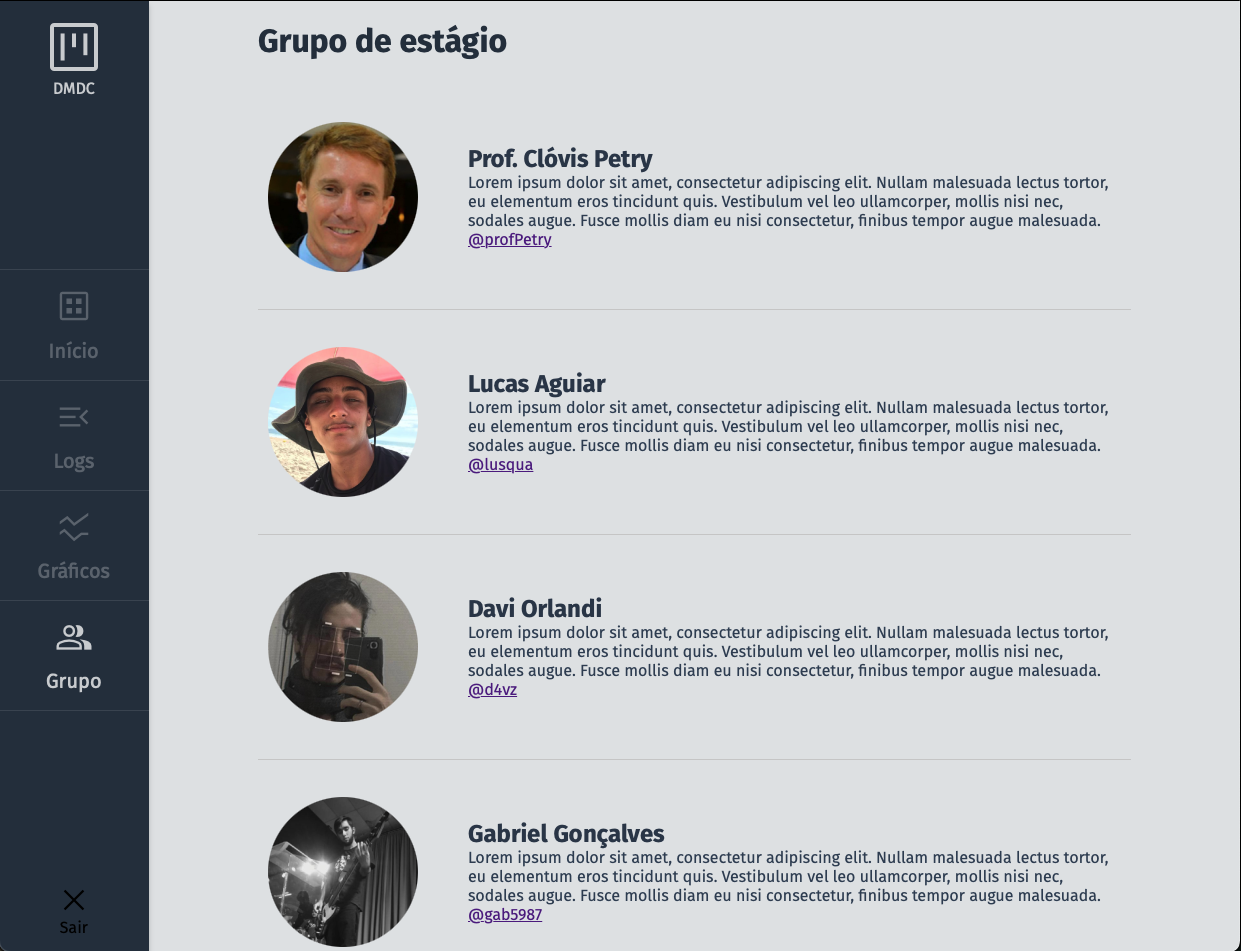 DMDC
Início
Logs
Gráficos
Grupo
Sair
Grupo de estágio
Prof. Clóvis Petry
Lorem ipsum dolor sit amet, consectetur adipiscing elit. Nullam malesuada lectus tortor,
eu elementum eros tincidunt quis. Vestibulum vel leo ullamcorper, mollis nisi nec,
sodales augue. Fusce mollis diam eu nisi consectetur, finibus tempor augue malesuada.
@profPetry
Lucas Aguiar
Lorem ipsum dolor sit amet, consectetur adipiscing elit. Nullam malesuada lectus tortor,
eu elementum eros tincidunt quis. Vestibulum vel leo ullamcorper, mollis nisi nec,
sodales augue. Fusce mollis diam eu nisi consectetur, finibus tempor augue malesuada.
@lusqua
Davi Orlandi
Lorem ipsum dolor sit amet, consectetur adipiscing elit. Nullam malesuada lectus tortor,
eu elementum eros tincidunt quis. Vestibulum vel leo ullamcorper, mollis nisi nec,
sodales augue. Fusce mollis diam eu nisi consectetur, finibus tempor augue malesuada.
@d4vz
Gabriel Gonçalves
Lorem ipsum dolor sit amet, consectetur adipiscing elit. Nullam malesuada lectus tortor,
eu elementum eros tincidunt quis. Vestibulum vel leo ullamcorper, mollis nisi nec,
sodales augue. Fusce mollis diam eu nisi consectetur, finibus tempor augue malesuada.
@gab5987